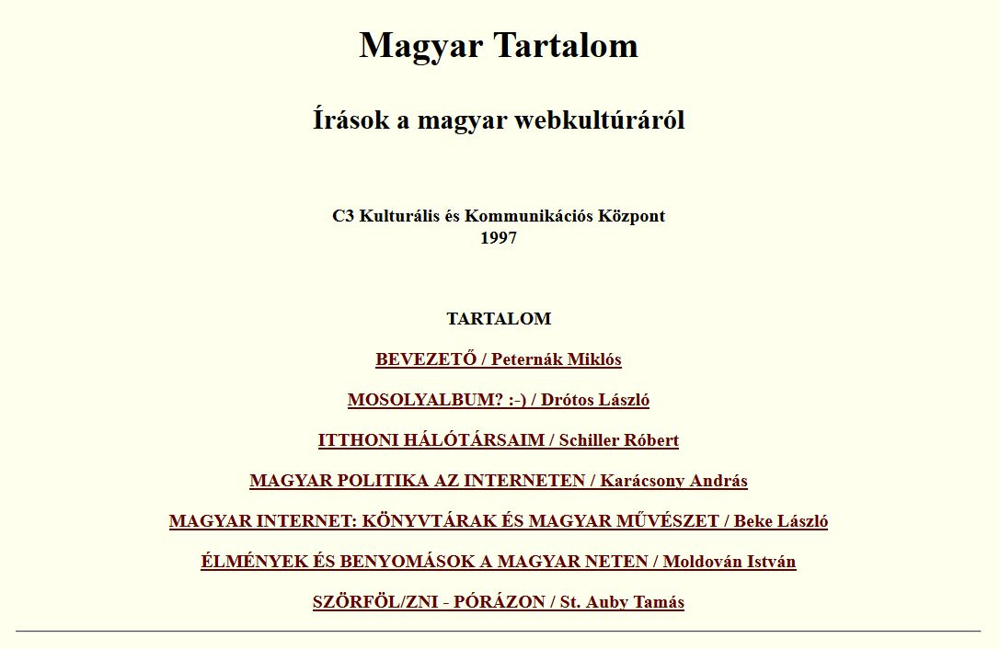 Magyar Tartalom
Írások a magyar webkultúráról
C3 Kulturális és Kommunikációs Központ
1997
TARTALOM
BEVEZETŐ / Peternák Miklós
MOSOLYALBUM? :-) / Drótos László
ITTHONI HÁLÓTÁRSAIM / Schiller Róbert
MAGYAR POLITIKA AZ INTERNETEN / Karácsony András
MAGYAR INTERNET: KÖNYVTÁRAK ÉS MAGYAR MŰVÉSZET / Beke László
ÉLMÉNYEK ÉS BENYOMÁSOK A MAGYAR NETEN / Moldován István
SZÖRFÖL/ZNI - PÓRÁZON / St. Auby Tamás